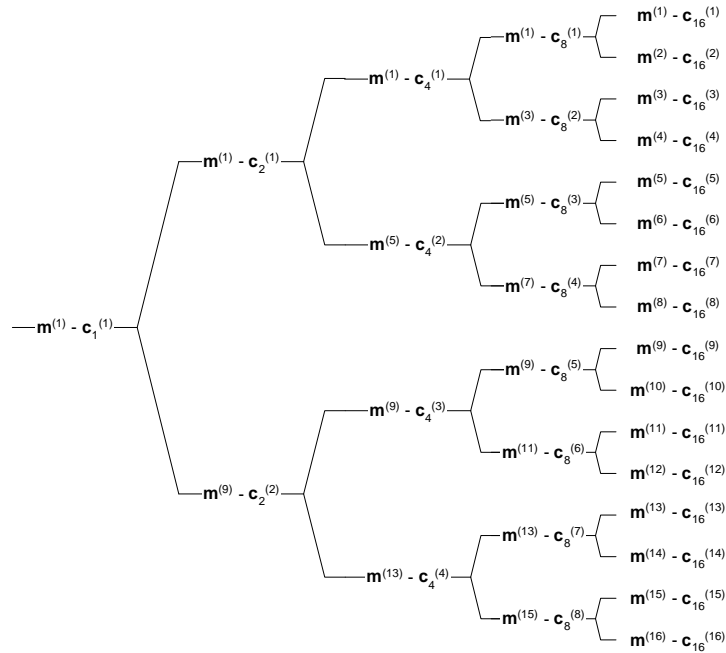 m⁽¹⁾ - c₁⁽¹⁾
m⁽¹⁾ - c₂⁽¹⁾
m⁽⁹⁾ - c₂⁽²⁾
m⁽¹⁾ - c₄⁽¹⁾
m⁽⁵⁾ - c₄⁽²⁾
m⁽⁹⁾ - c₄⁽³⁾
m⁽¹³⁾ - c₄⁽⁴⁾
m⁽¹⁾ - c₈⁽¹⁾
m⁽³⁾ - c₈⁽²⁾
m⁽⁵⁾ - c₈⁽³⁾
m⁽⁷⁾ - c₈⁽⁴⁾
m⁽⁹⁾ - c₈⁽⁵⁾
m⁽¹¹⁾ - c₈⁽⁶⁾
m⁽¹³⁾ - c₈⁽⁷⁾
m⁽¹⁵⁾ - c₈⁽⁸⁾
m⁽¹⁾ - c₁₆⁽¹⁾
m⁽²⁾ - c₁₆⁽²⁾
m⁽³⁾ - c₁₆⁽³⁾
m⁽⁴⁾ - c₁₆⁽⁴⁾
m⁽⁵⁾ - c₁₆⁽⁵⁾
m⁽⁶⁾ - c₁₆⁽⁶⁾
m⁽⁷⁾ - c₁₆⁽⁷⁾
m⁽⁸⁾ - c₁₆⁽⁸⁾
m⁽⁹⁾ - c₁₆⁽⁹⁾
m⁽¹⁰⁾ - c₁₆⁽¹⁰⁾
m⁽¹¹⁾ - c₁₆⁽¹¹⁾
m⁽¹²⁾ - c₁₆⁽¹²⁾
m⁽¹³⁾ - c₁₆⁽¹³⁾
m⁽¹⁴⁾ - c₁₆⁽¹⁴⁾
m⁽¹⁵⁾ - c₁₆⁽¹⁵⁾
m⁽¹⁶⁾ - c₁₆⁽¹⁶⁾